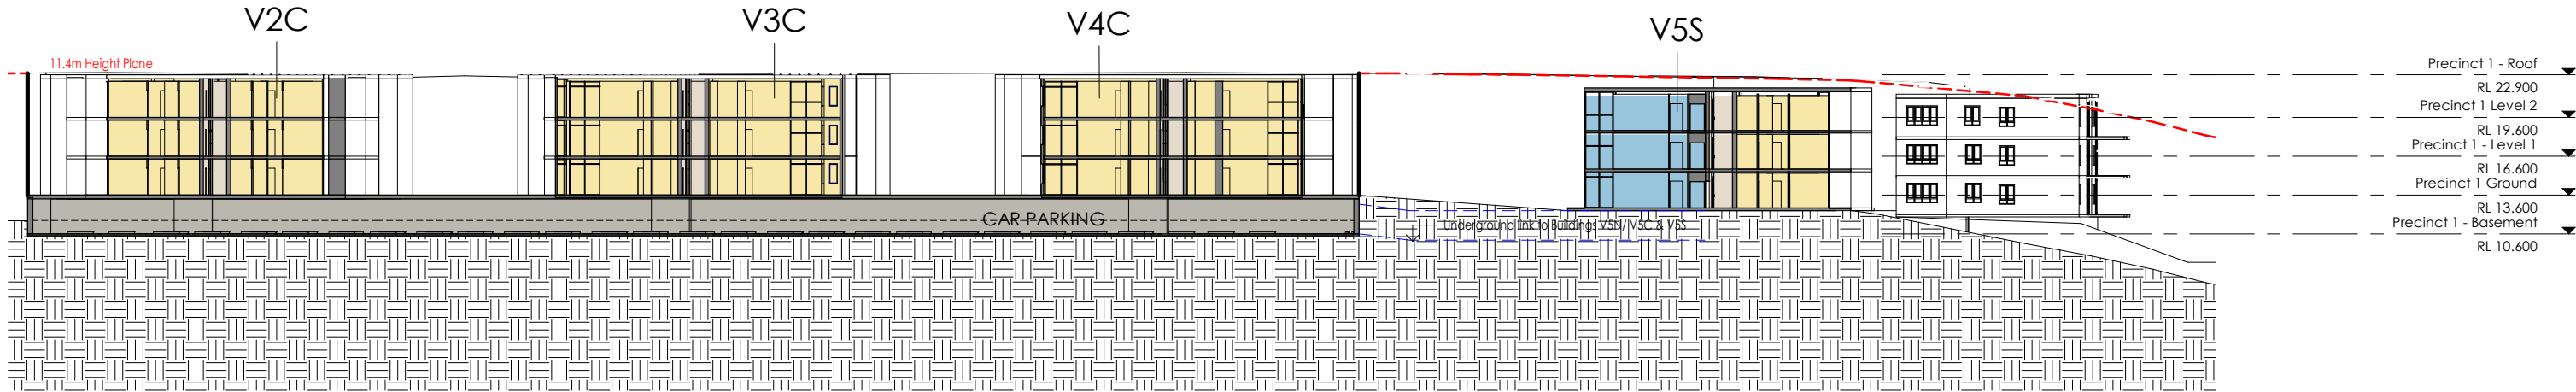 V2C
V3C
V4C
V5S
11.4m Height Plane
CAR PARKING
Underground link to Buildings V5N/V5C & V5S
Precinct 1 - Roof
RL 22.900
Precinct 1 Level 2
RL 19.600
Precinct 1 - Level 1
RL 16.600
Precinct 1 Ground
RL 13.600
Precinct 1 - Basement
RL 10.600